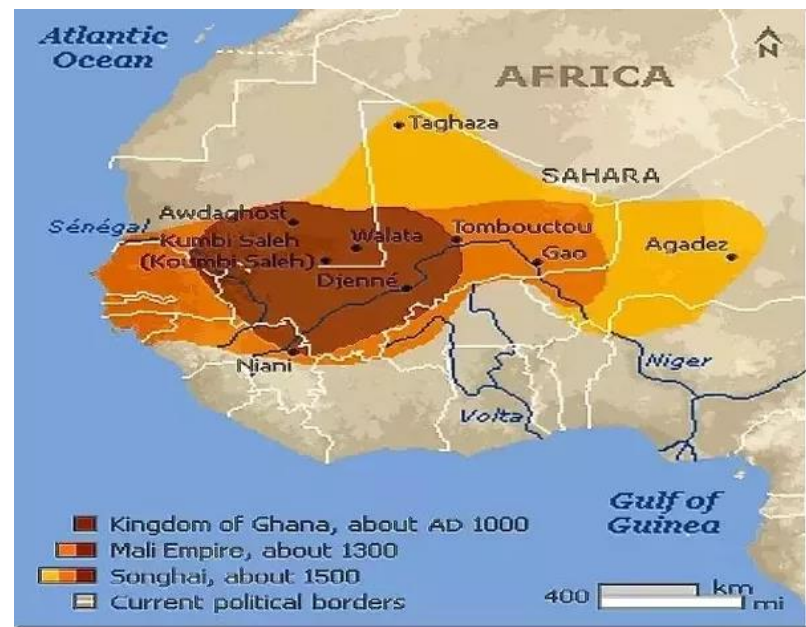 Atlantic
Ocean
N
AFRICA
Taghaza
SAHARA
Awdaghost
Sénégal
Kumbi Saleh
(Koumbi Saleh)
Walata
Tombouctou
Gao
Agadez
Djenné
Niani
Niger
Volta
Gulf of
Guinea
Kingdom of Ghana, about AD 1000
Mali Empire, about 1300
Songhai, about 1500
Current political borders
400
km
mi